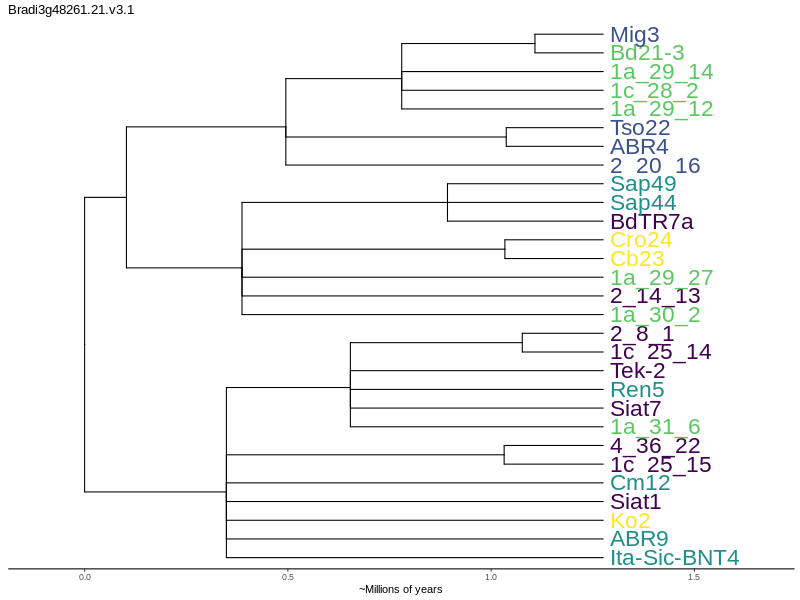 Bradi3g48261.21.v3.1
Mig3
Bd21-3
1a_29_14
1c_28_2
1a_29_12
Tso22
ABR4
2_20_16
Sap49
Sap44
BdTR7a
Cro24
Cb23
1a_29_27
2_14_13
1a_30_2
2_8_1
1c_25_14
Tek-2
Ren5
Siat7
1a_31_6
4_36_22
1c_25_15
Cm12
Siat1
Ko2
ABR9
Ita-Sic-BNT4
0.0 0.5 1.0 1.5
~Millions of years